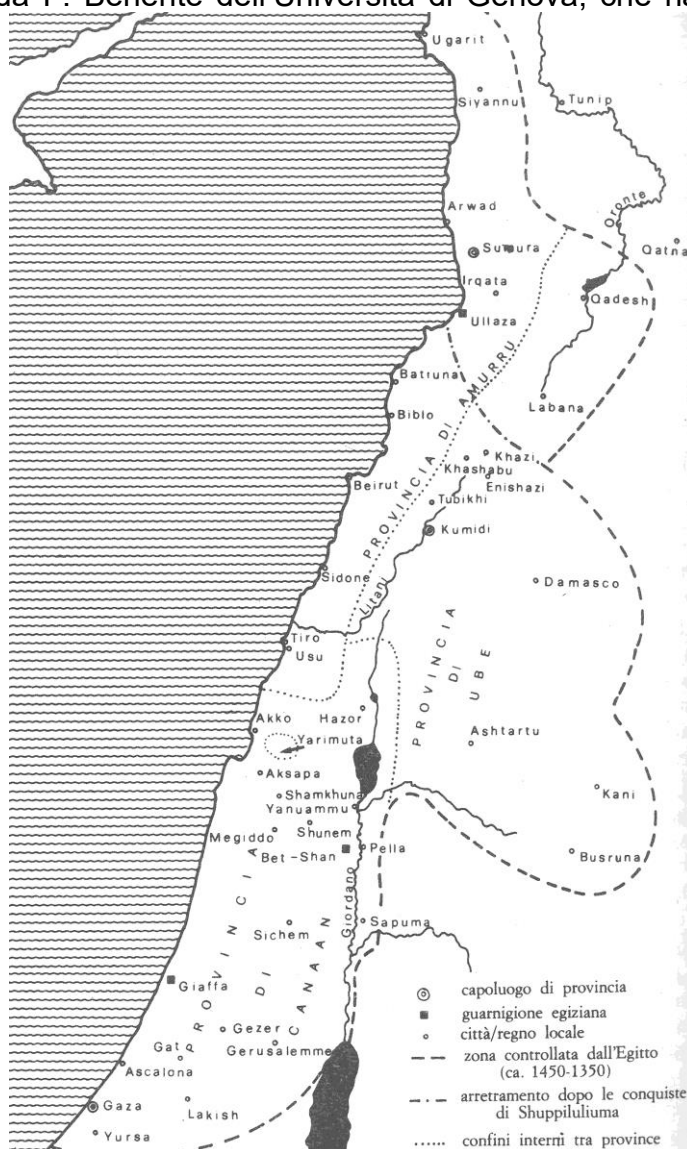 da F. Benente dell'Università di Genova, che ha
Ugarit
Siyannu
Tunip
Oronte
Arwad
Qatna
Sumura
Irqata
Qadesh
Ullaza
Batruna
Labana
Biblo
PROVINCIA DI AMURRU
Khazi
Khashabu
Enishazi
Beirut
Tubikhi
Kumidi
Sidone
Damasco
Litani
PROVINCIA DI UBE
Tiro
Usu
Hazor
Akko
Yarimuta
Ashtartu
Aksapa
Shamkhuna
Kani
Yanuammu
Shunem
Megiddo
Bet-Shan
Pella
Busruna
Giordano
Sapuma
Sichem
PROVINCIA DI CANAAN
Giaffa
Gezer
Gat
Gerusalemme
Ascalona
Gaza
Lakish
Yursa
capoluogo di provincia
guarnigione egiziana
città/regno locale
zona controllata dall'Egitto
(ca. 1450-1350)
arretramento dopo le conquiste
di Shuppiluliuma
confini interni tra province